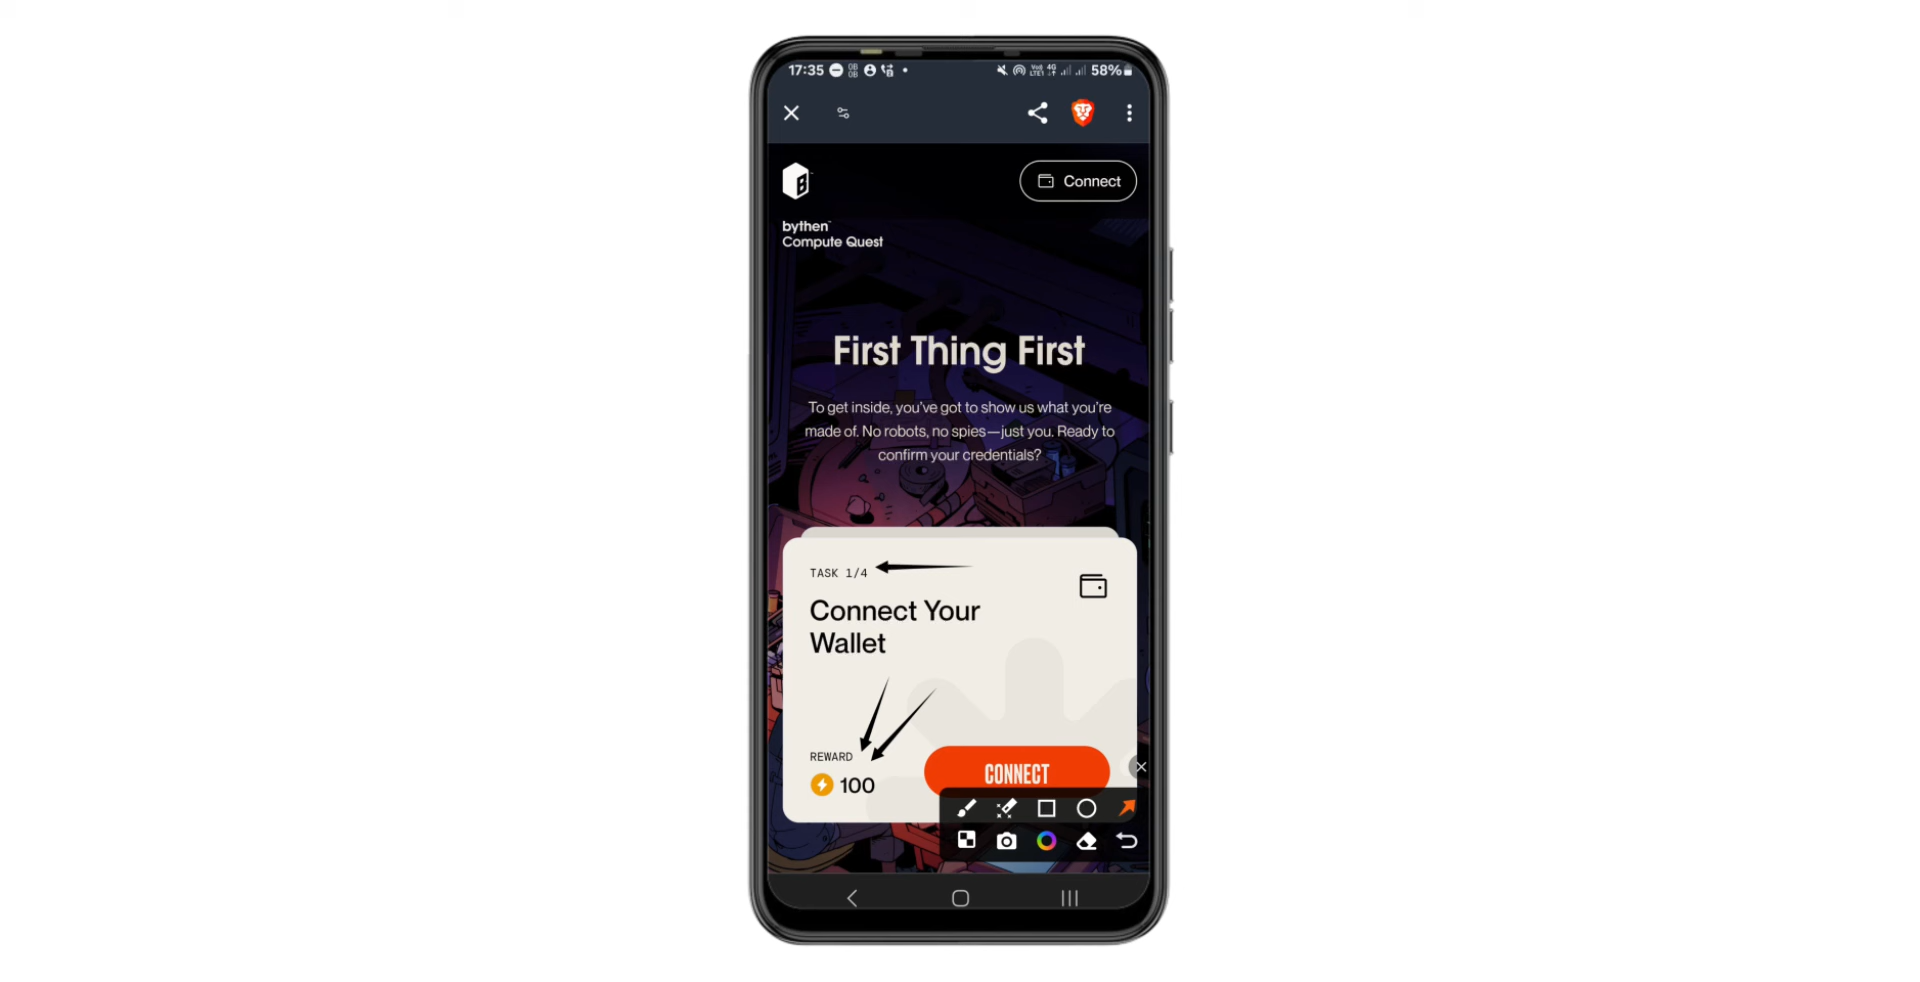 17:35
58%
Connect
bythen™
Compute Quest
First Thing First
To get inside, you've got to show us what you're
made of. No robots, no spies—just you. Ready to
confirm your credentials?
TASK 1/4
Connect Your
Wallet
REWARD
100
CONNECT